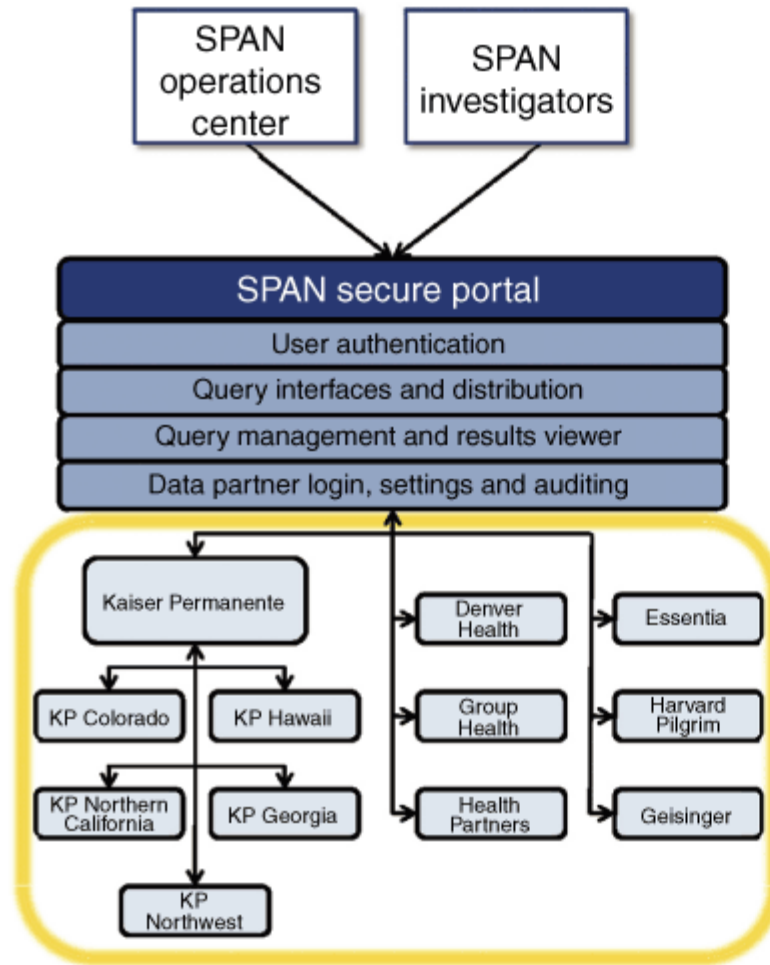 SPAN
operations
center
SPAN
investigators
SPAN secure portal
User authentication
Query interfaces and distribution
Query management and results viewer
Data partner login, settings and auditing
Kaiser Permanente
Denver
Health
Essentia
KP Colorado
KP Hawaii
Group
Health
Harvard
Pilgrim
KP Northern
California
KP Georgia
Health
Partners
Geisinger
KP
Northwest